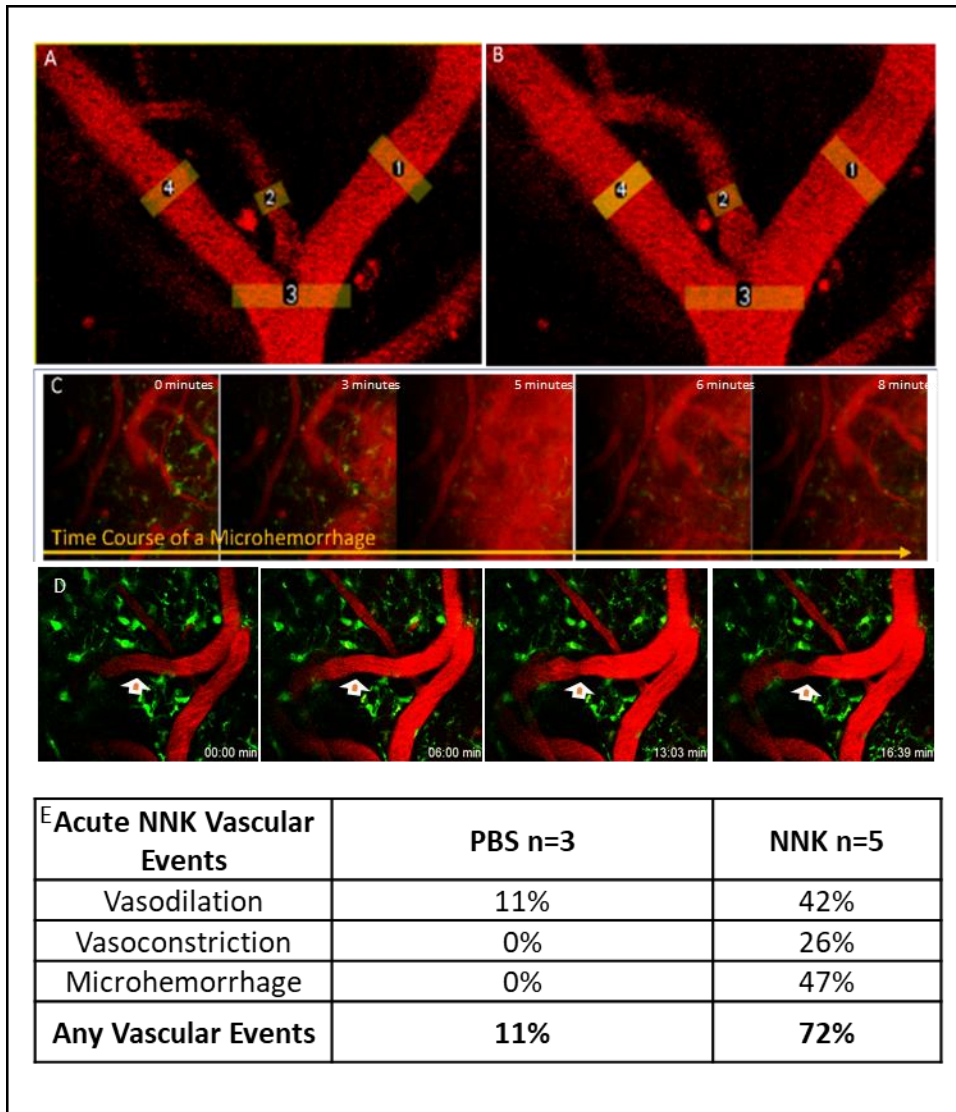 A
B
4
2
1
3
4
2
1
3
C
0 minutes
3 minutes
5 minutes
6 minutes
8 minute
Time Course of a Microhemorrhage
D
00:00 min
06:00 min
13:03 min
16:39 min
E Acute NNK Vascular
Events
PBS n=3
NNK n=5
Vasodilation
11%
42%
Vasoconstriction
0%
26%
Microhemorrhage
0%
47%
Any Vascular Events
11%
72%